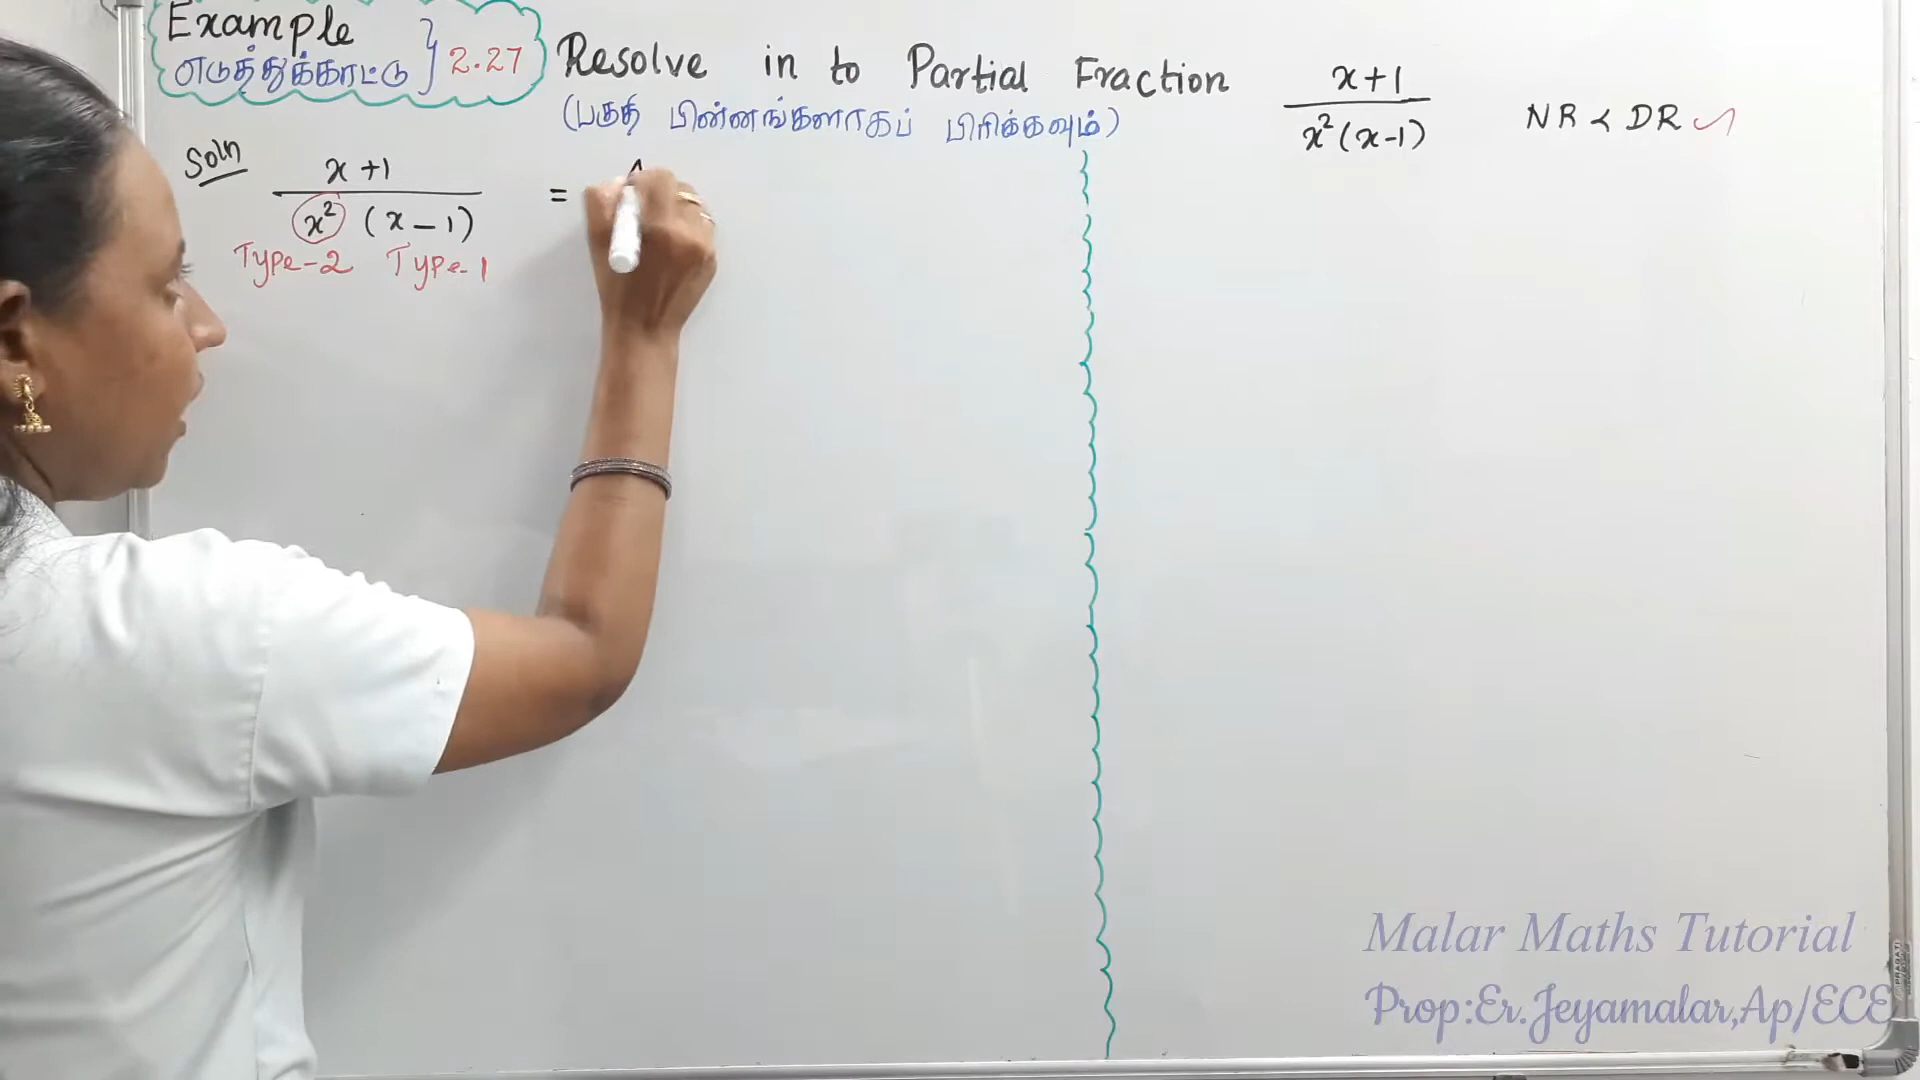 Example
எடுத்துக்காட்டு } 2.27
Resolve in to Partial Fraction
(பகுதி பின்னங்களாகப் பிரிக்கவும்)
x+1
x²(x-1)
NR < DR ✓
Soln
x+1
x² (x-1)
= A
Type-2 Type-1
Malar Maths Tutorial
Prop:Er.Jeyamalar,Ap/ECE
PRAGATI